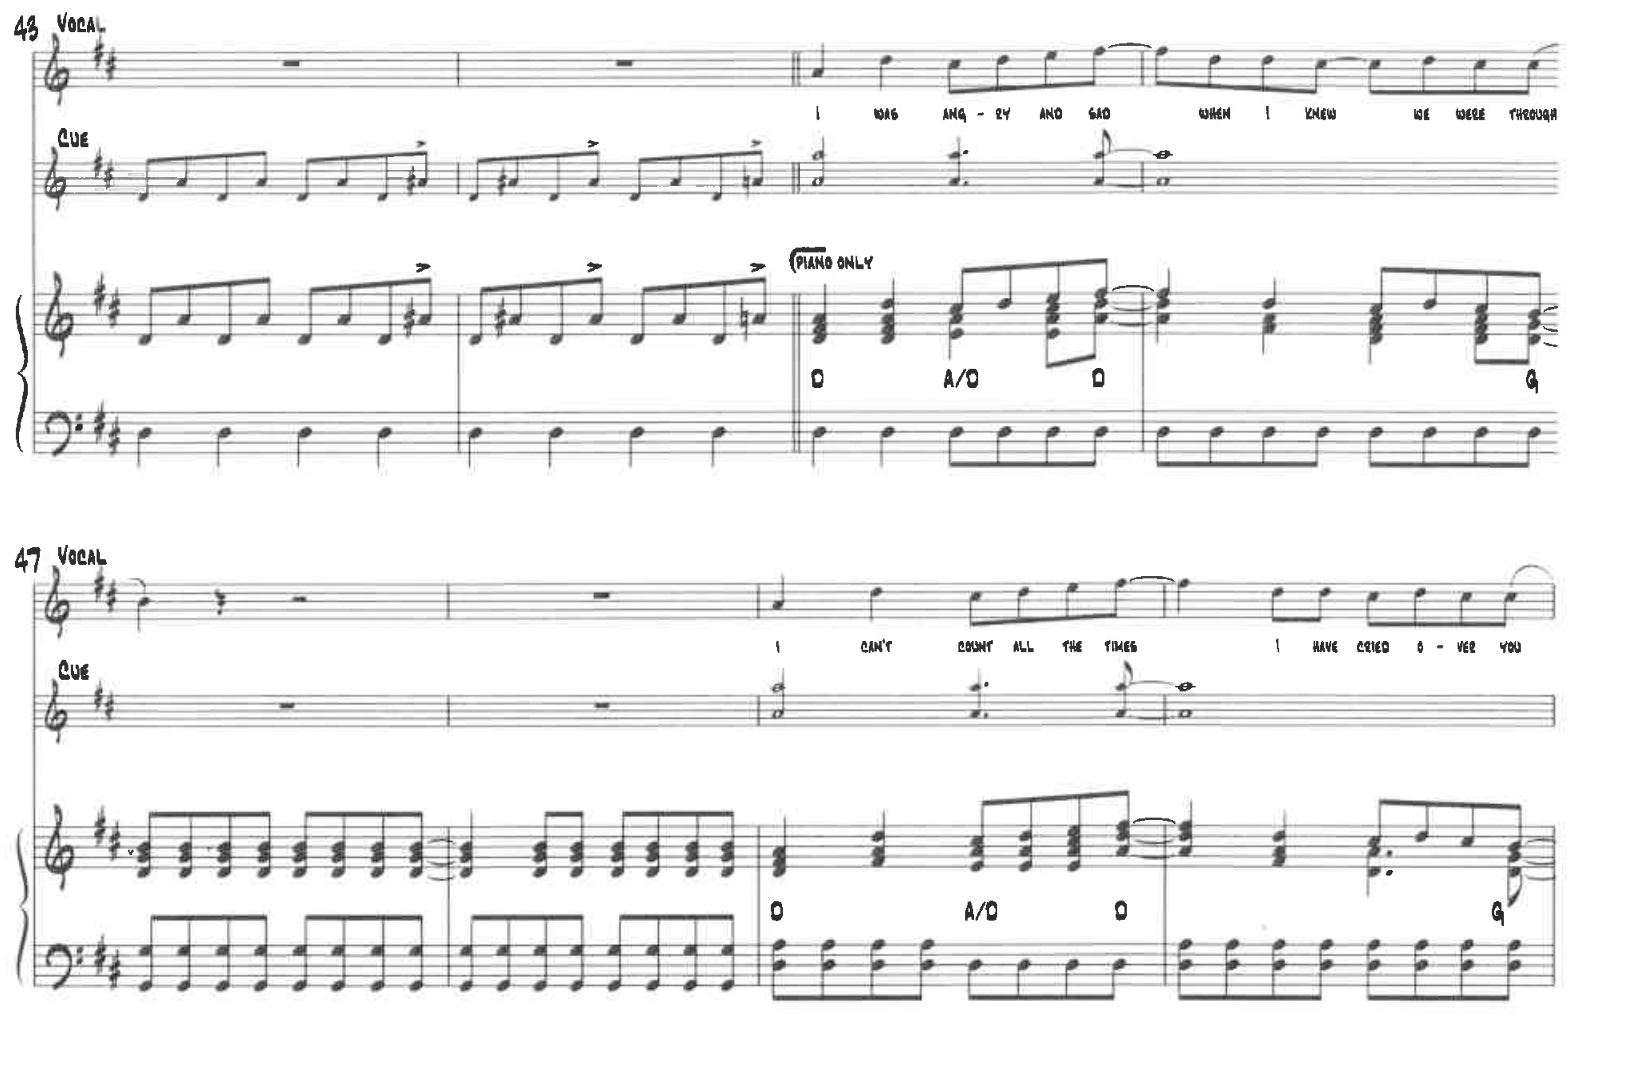 43 VOCAL
I WAS ANG - RY AND SAD WHEN I KNEW WE WERE THROUGH
CUE
PIANO ONLY
D A/D D G
47 VOCAL
I CAN'T COUNT ALL THE TIMES I HAVE CRIED O - VER YOU
CUE
D A/D D G